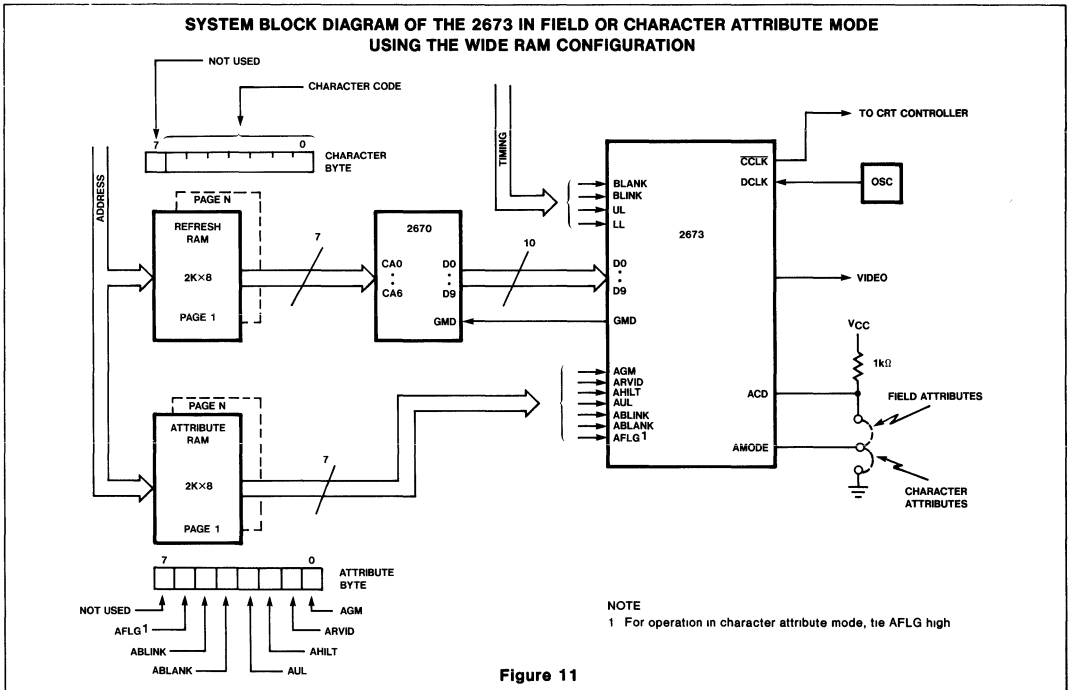 SYSTEM BLOCK DIAGRAM OF THE 2673 IN FIELD OR CHARACTER ATTRIBUTE MODE
USING THE WIDE RAM CONFIGURATION
NOT USED
CHARACTER CODE
7
0
CHARACTER
BYTE
ADDRESS
PAGE N
REFRESH
RAM
2K×8
PAGE 1
7
2670
CA0
CA6
D0
D9
GMD
10
TIMING
BLANK
BLINK
UL
LL
D0
D9
GMD
2673
CCLK
DCLK
TO CRT CONTROLLER
OSC
VIDEO
VCC
1kΩ
ACD
FIELD ATTRIBUTES
AMODE
CHARACTER
ATTRIBUTES
AGM
ARVID
AHILT
AUL
ABLINK
ABLANK
AFLG1
PAGE N
ATTRIBUTE
RAM
2K×8
PAGE 1
7
7
0
ATTRIBUTE
BYTE
NOT USED
AGM
AFLG1
ARVID
ABLINK
AHILT
ABLANK
AUL
NOTE
1 For operation in character attribute mode, tie AFLG high
Figure 11